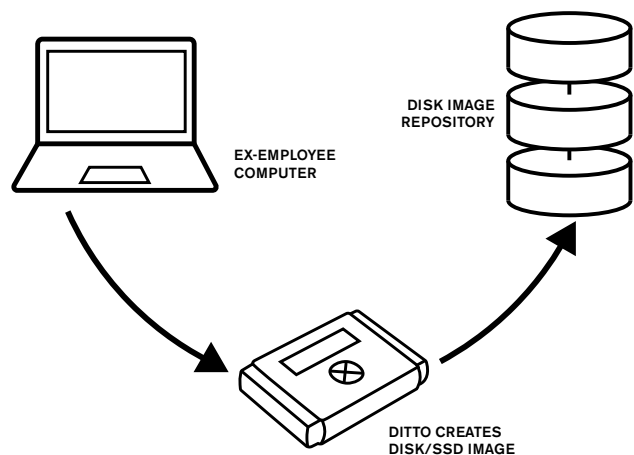 DISK IMAGE
REPOSITORY
EX-EMPLOYEE
COMPUTER
DITTO CREATES
DISK/SSD IMAGE